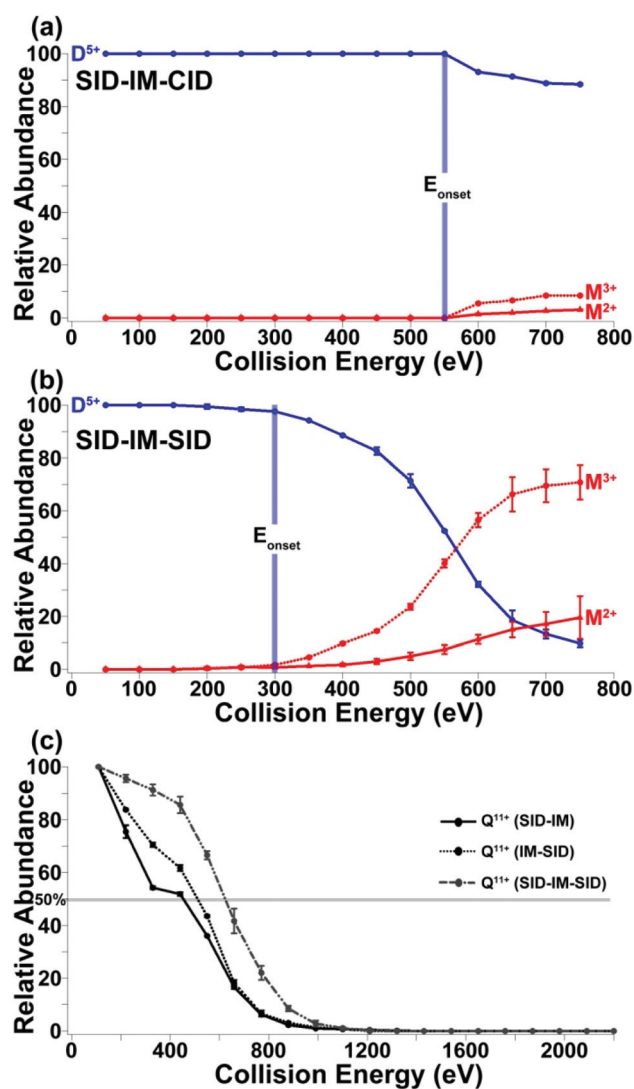 (a)
100
D5+
SID-IM-CID
80
60
Eonset
40
20
M3+
M2+
0
0 100 200 300 400 500 600 700 800
Relative Abundance
Collision Energy (eV)
(b)
100
D5+
SID-IM-SID
80
M3+
60
Eonset
40
20
M2+
0
0 100 200 300 400 500 600 700 800
Relative Abundance
Collision Energy (eV)
(c)
100
80
Q11+ (SID-IM)
60
Q11+ (IM-SID)
Q11+ (SID-IM-SID)
50%
40
20
0
0 400 800 1200 1600 2000
Relative Abundance
Collision Energy (eV)